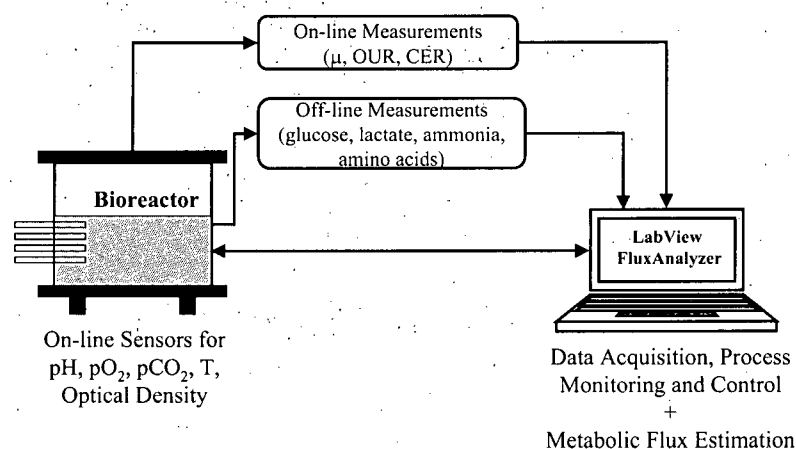 On-line Measurements
(μ, OUR, CER)
Off-line Measurements
(glucose, lactate, ammonia,
amino acids)
Bioreactor
LabView
FluxAnalyzer
On-line Sensors for
pH, pO₂, pCO₂, T,
Optical Density
Data Acquisition, Process
Monitoring and Control
+
Metabolic Flux Estimation